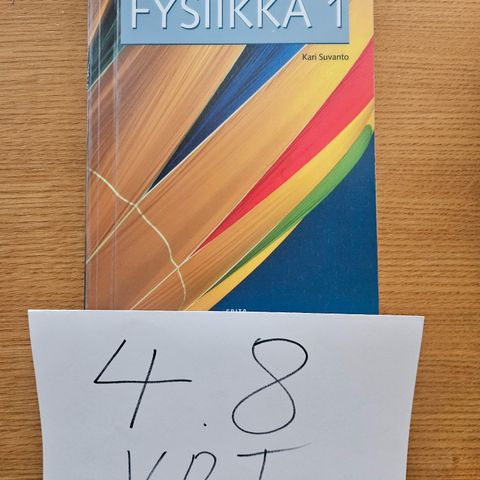 FYSIIKKA 1
Kari Suvanto
4.8